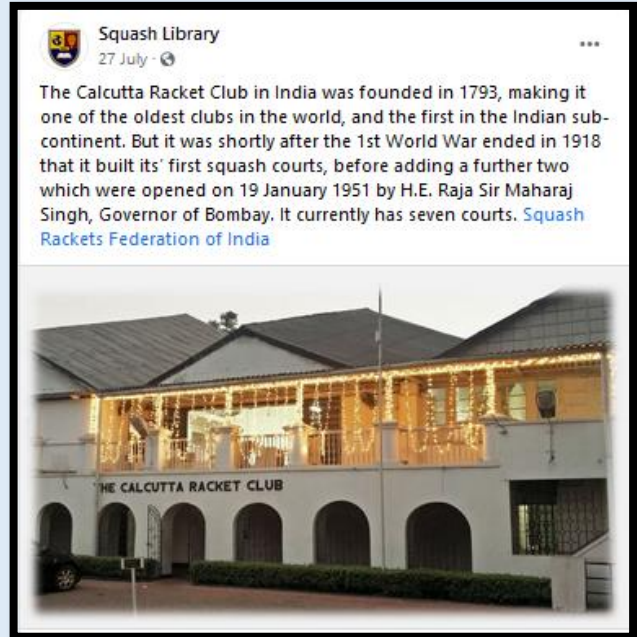 Squash Library
27 July ·
The Calcutta Racket Club in India was founded in 1793, making it
one of the oldest clubs in the world, and the first in the Indian sub-
continent. But it was shortly after the 1st World War ended in 1918
that it built its' first squash courts, before adding a further two
which were opened on 19 January 1951 by H.E. Raja Sir Maharaj
Singh, Governor of Bombay. It currently has seven courts. Squash
Rackets Federation of India
HE CALCUTTA RACKET CLUB